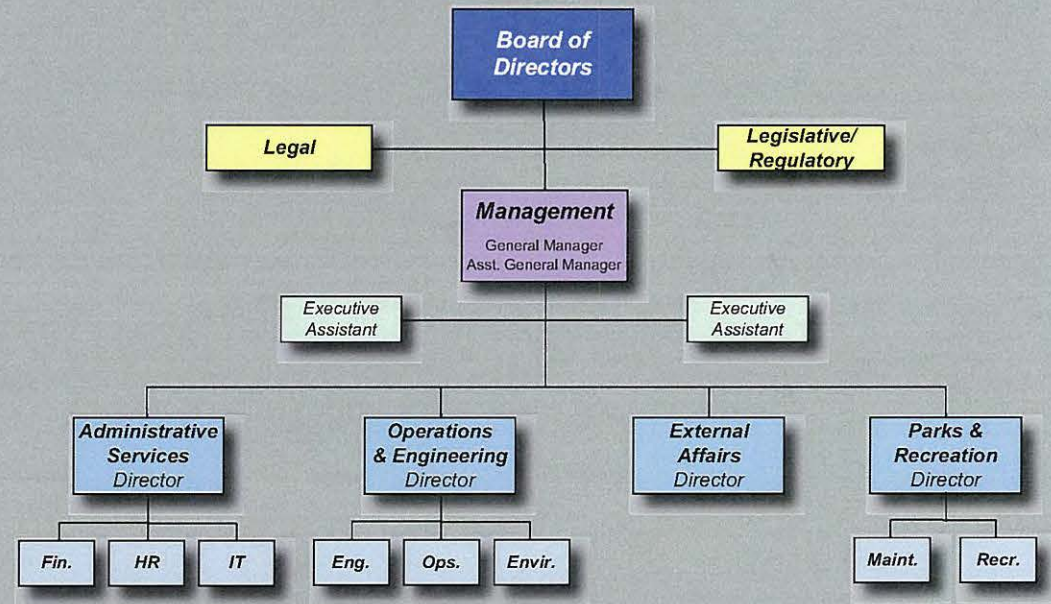 Board of
Directors
Legal
Legislative/
Regulatory
Management
General Manager
Asst. General Manager
Executive
Assistant
Executive
Assistant
Administrative
Services
Director
Operations
& Engineering
Director
External
Affairs
Director
Parks &
Recreation
Director
Fin.
HR
IT
Eng.
Ops.
Envir.
Maint.
Recr.